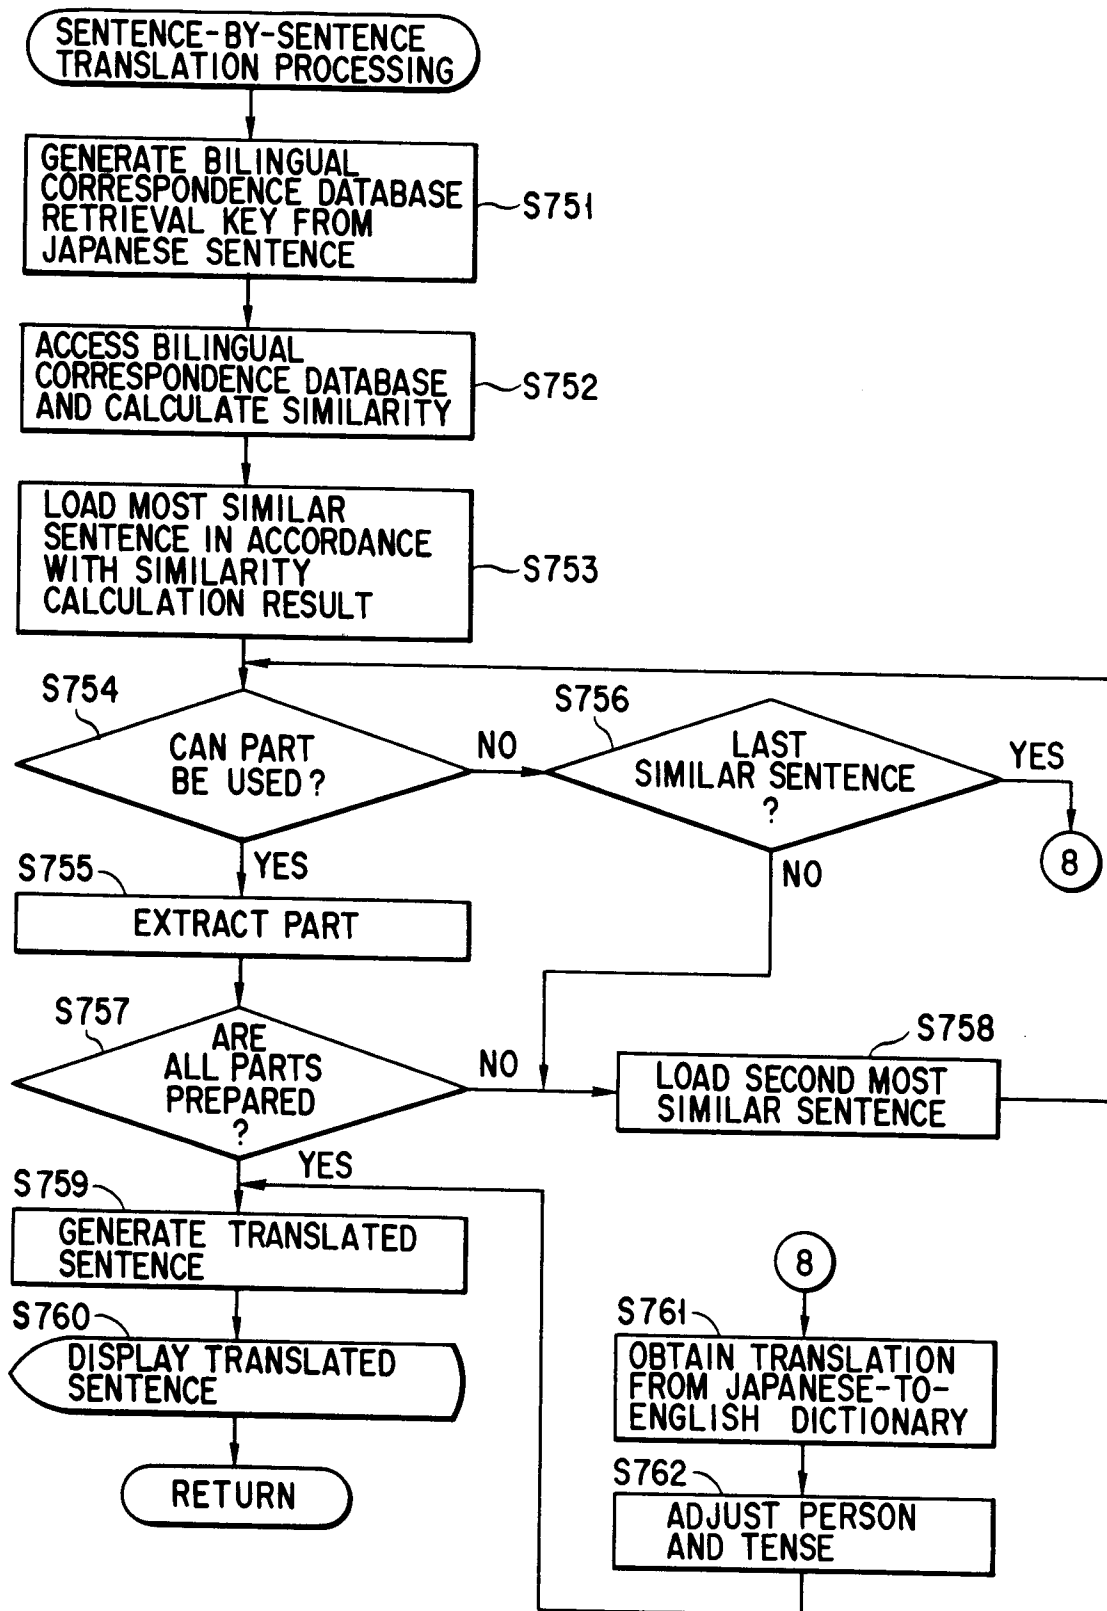 SENTENCE-BY-SENTENCE
TRANSLATION PROCESSING
GENERATE BILINGUAL
CORRESPONDENCE DATABASE
RETRIEVAL KEY FROM
JAPANESE SENTENCE
S751
ACCESS BILINGUAL
CORRESPONDENCE DATABASE
AND CALCULATE SIMILARITY
S752
LOAD MOST SIMILAR
SENTENCE IN ACCORDANCE
WITH SIMILARITY
CALCULATION RESULT
S753
S754
CAN PART
BE USED?
NO
S756
LAST
SIMILAR SENTENCE
?
YES
8
NO
YES
S755
EXTRACT PART
S757
ARE
ALL PARTS
PREPARED
?
NO
S758
LOAD SECOND MOST
SIMILAR SENTENCE
YES
S759
GENERATE TRANSLATED
SENTENCE
S760
DISPLAY TRANSLATED
SENTENCE
RETURN
8
S761
OBTAIN TRANSLATION
FROM JAPANESE-TO-
ENGLISH DICTIONARY
S762
ADJUST PERSON
AND TENSE